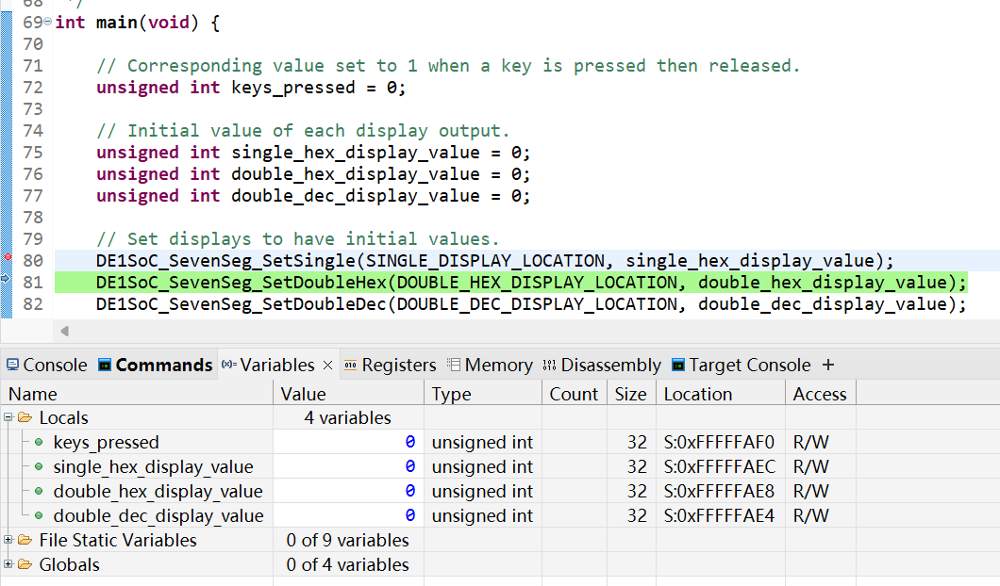 68 */
69 int main(void) {
70
71 // Corresponding value set to 1 when a key is pressed then released.
72 unsigned int keys_pressed = 0;
73
74 // Initial value of each display output.
75 unsigned int single_hex_display_value = 0;
76 unsigned int double_hex_display_value = 0;
77 unsigned int double_dec_display_value = 0;
78
79 // Set displays to have initial values.
80 DE1SoC_SevenSeg_SetSingle(SINGLE_DISPLAY_LOCATION, single_hex_display_value);
81 DE1SoC_SevenSeg_SetDoubleHex(DOUBLE_HEX_DISPLAY_LOCATION, double_hex_display_value);
82 DE1SoC_SevenSeg_SetDoubleDec(DOUBLE_DEC_DISPLAY_LOCATION, double_dec_display_value);
Console Commands (x)= Variables Registers Memory Disassembly Target Console
Name Value Type Count Size Location Access
Locals 4 variables
keys_pressed 0 unsigned int 32 S:0xFFFFFAF0 R/W
single_hex_display_value 0 unsigned int 32 S:0xFFFFFAEC R/W
double_hex_display_value 0 unsigned int 32 S:0xFFFFFAE8 R/W
double_dec_display_value 0 unsigned int 32 S:0xFFFFFAE4 R/W
File Static Variables 0 of 9 variables
Globals 0 of 4 variables